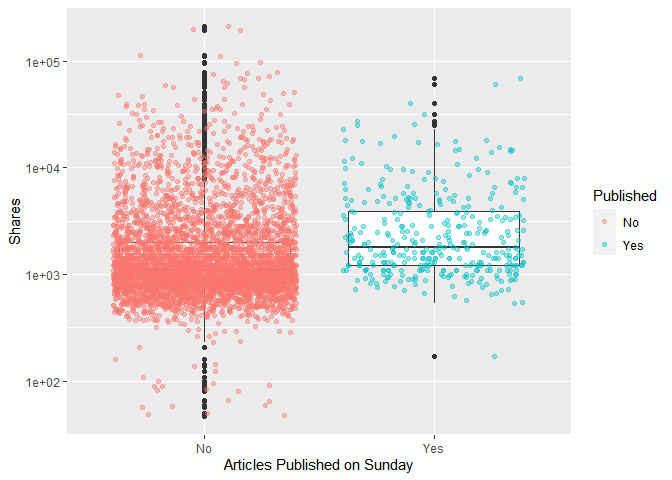 1e+05
1e+04
1e+03
1e+02
Shares
No
Yes
Articles Published on Sunday
Published
No
Yes